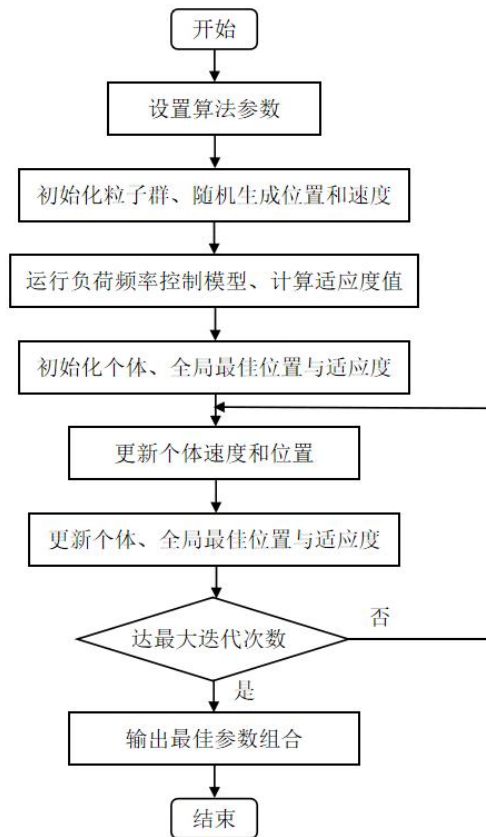 开始
设置算法参数
初始化粒子群、随机生成位置和速度
运行负荷频率控制模型、计算适应度值
初始化个体、全局最佳位置与适应度
更新个体速度和位置
更新个体、全局最佳位置与适应度
达最大迭代次数
否
是
输出最佳参数组合
结束